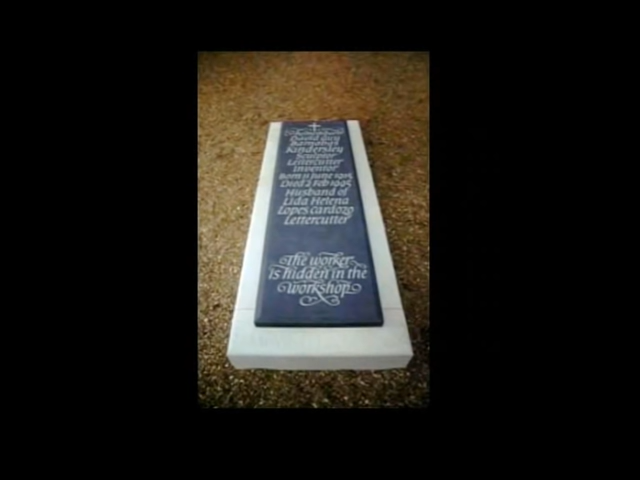 David Guy
Barnabas
Kindersley
Sculptor
Lettercutter
Inventor
Born 11 June 1915
Died 2 Feb 1995
Husband of
Lida Helena
Lopes Cardozo
Lettercutter
The worker
is hidden in the
workshop